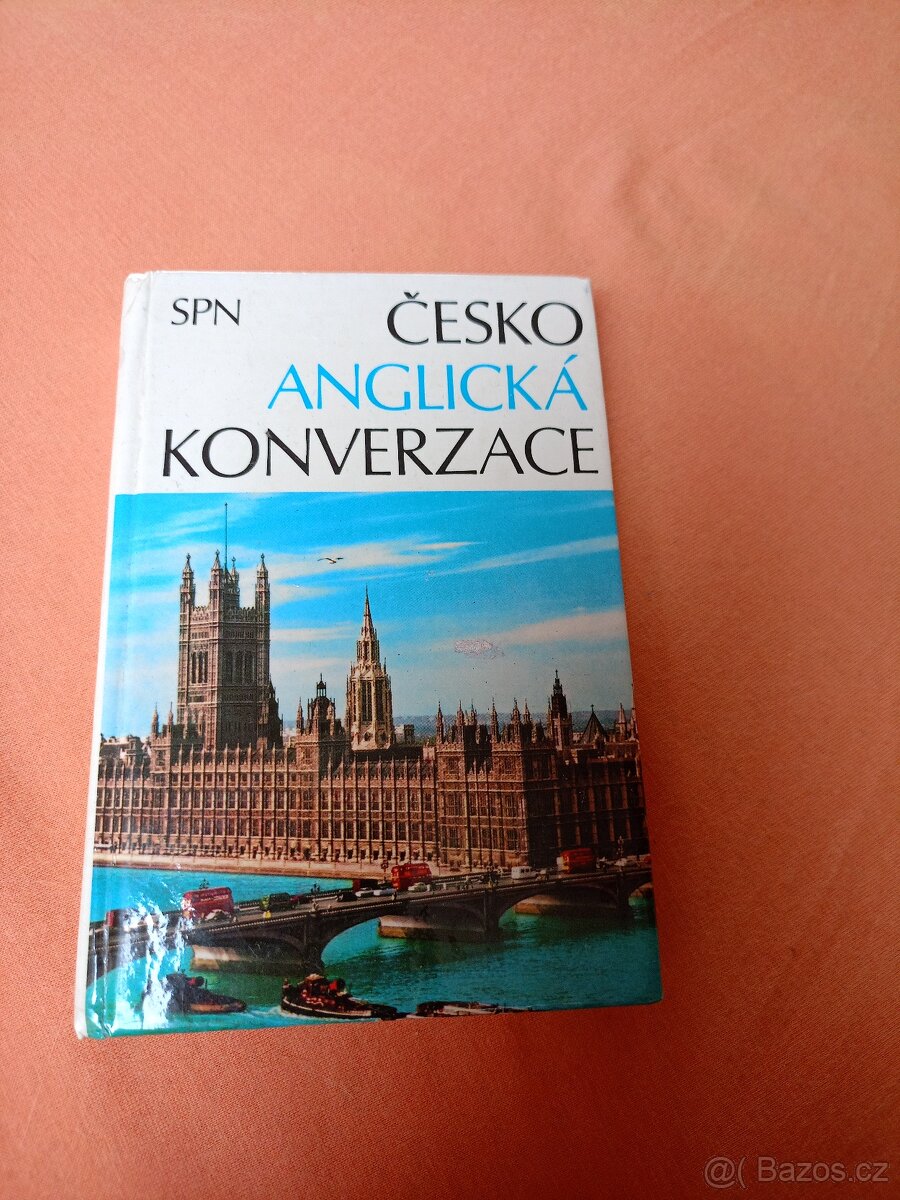 SPN
ČESKO
ANGLICKÁ
KONVERZACE
@( Bazos.cz